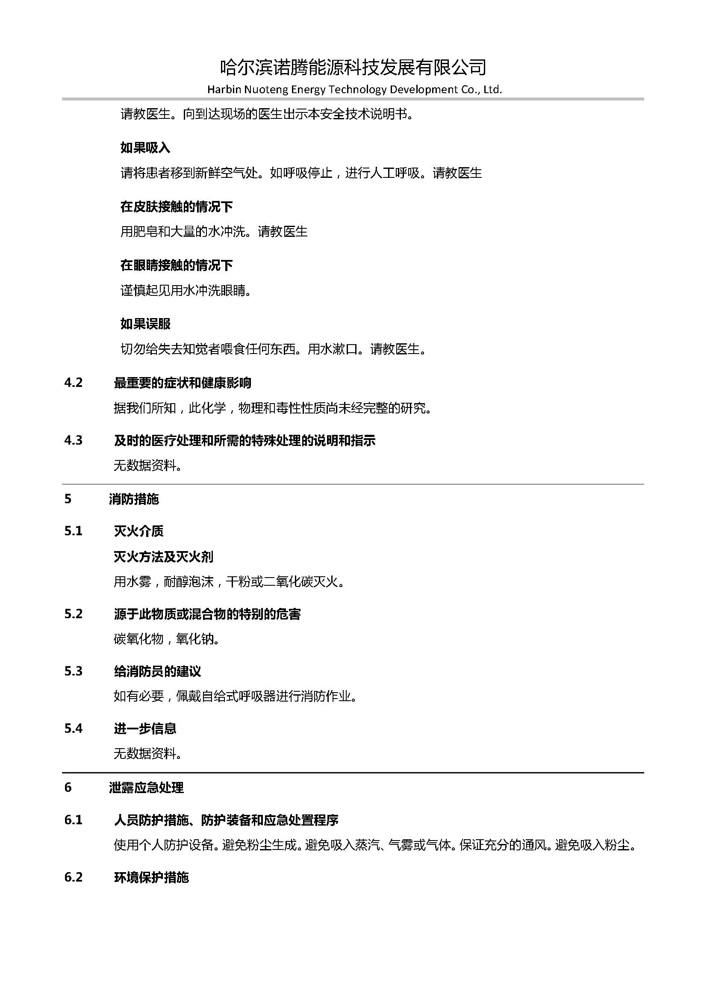 哈尔滨诺腾能源科技发展有限公司
Harbin Nuoteng Energy Technology Development Co., Ltd.
请教医生。向到达现场的医生出示本安全技术说明书。
如果吸入
请将患者移到新鲜空气处。如呼吸停止，进行人工呼吸。请教医生
在皮肤接触的情况下
用肥皂和大量的水冲洗。请教医生
在眼睛接触的情况下
谨慎起见用水冲洗眼睛。
如果误服
切勿给失去知觉者喂食任何东西。用水漱口。请教医生。
4.2 最重要的症状和健康影响
据我们所知，此化学，物理和毒性性质尚未经完整的研究。
4.3 及时的医疗处理和所需的特殊处理的说明和指示
无数据资料。
5 消防措施
5.1 灭火介质
灭火方法及灭火剂
用水雾，耐醇泡沫，干粉或二氧化碳灭火。
5.2 源于此物质或混合物的特别的危害
碳氧化物，氧化钠。
5.3 给消防员的建议
如有必要，佩戴自给式呼吸器进行消防作业。
5.4 进一步信息
无数据资料。
6 泄露应急处理
6.1 人员防护措施、防护装备和应急处置程序
使用个人防护设备。避免粉尘生成。避免吸入蒸汽、气雾或气体。保证充分的通风。避免吸入粉尘。
6.2 环境保护措施